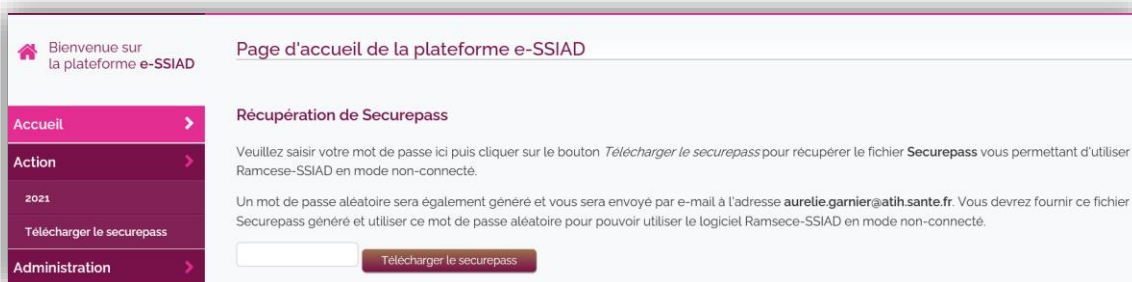 Bienvenue sur
la plateforme e-SSIAD
Accueil
Action
2021
Télécharger le securepass
Administration
Page d'accueil de la plateforme e-SSIAD
Récupération de Securepass
Veuillez saisir votre mot de passe ici puis cliquer sur le bouton Télécharger le securepass pour récupérer le fichier Securepass vous permettant d'utiliser
Ramcese-SSIAD en mode non-connecté.
Un mot de passe aléatoire sera également généré et vous sera envoyé par e-mail à l'adresse aurelie.garnier@atih.sante.fr. Vous devrez fournir ce fichier
Securepass généré et utiliser ce mot de passe aléatoire pour pouvoir utiliser le logiciel Ramsece-SSIAD en mode non-connecté.
Télécharger le securepass